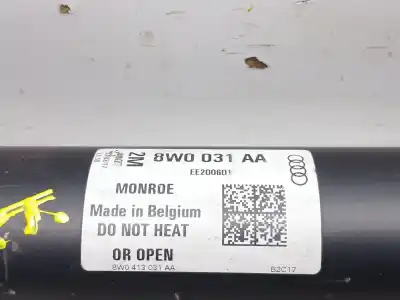 2M 8W0 031 AA
EE200601
MONROE
Made in Belgium
DO NOT HEAT
OR OPEN
8W0 413 031 AA B2C17